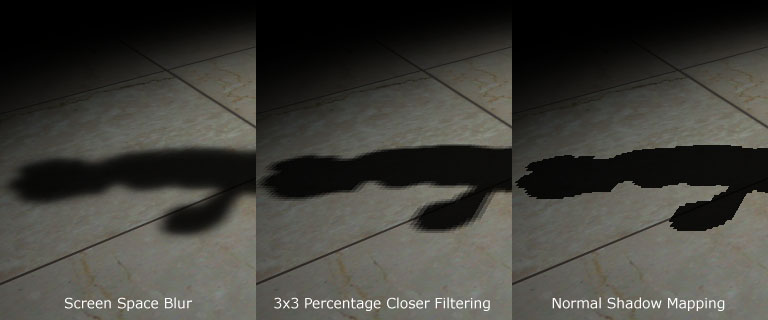 Screen Space Blur
3x3 Percentage Closer Filtering
Normal Shadow Mapping